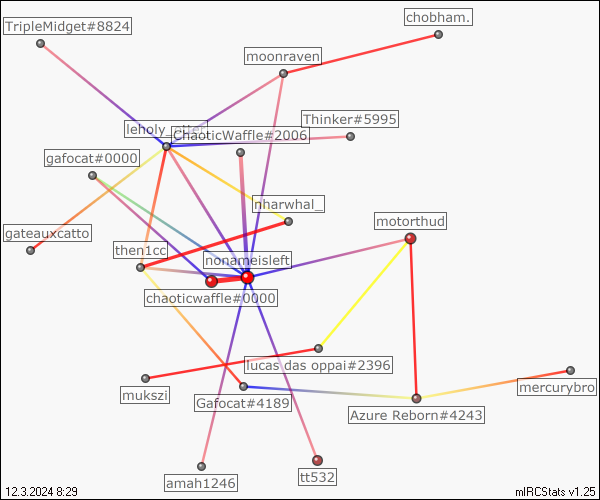 chobham.
TripleMidget#8824
moonraven
Thinker#5995
ChaoticWaffle#2006
gafocat#0000
nharwhal_
motorthud
gateauxcatto
then1cc
nonameisleft
chaoticwaffle#0000
lucas das oppai#2396
mukszi
mercurybro
Gafocat#4189
Azure Reborn#4243
tt532
amah1246
12.3.2024 8:29
mIRCStats v1.25